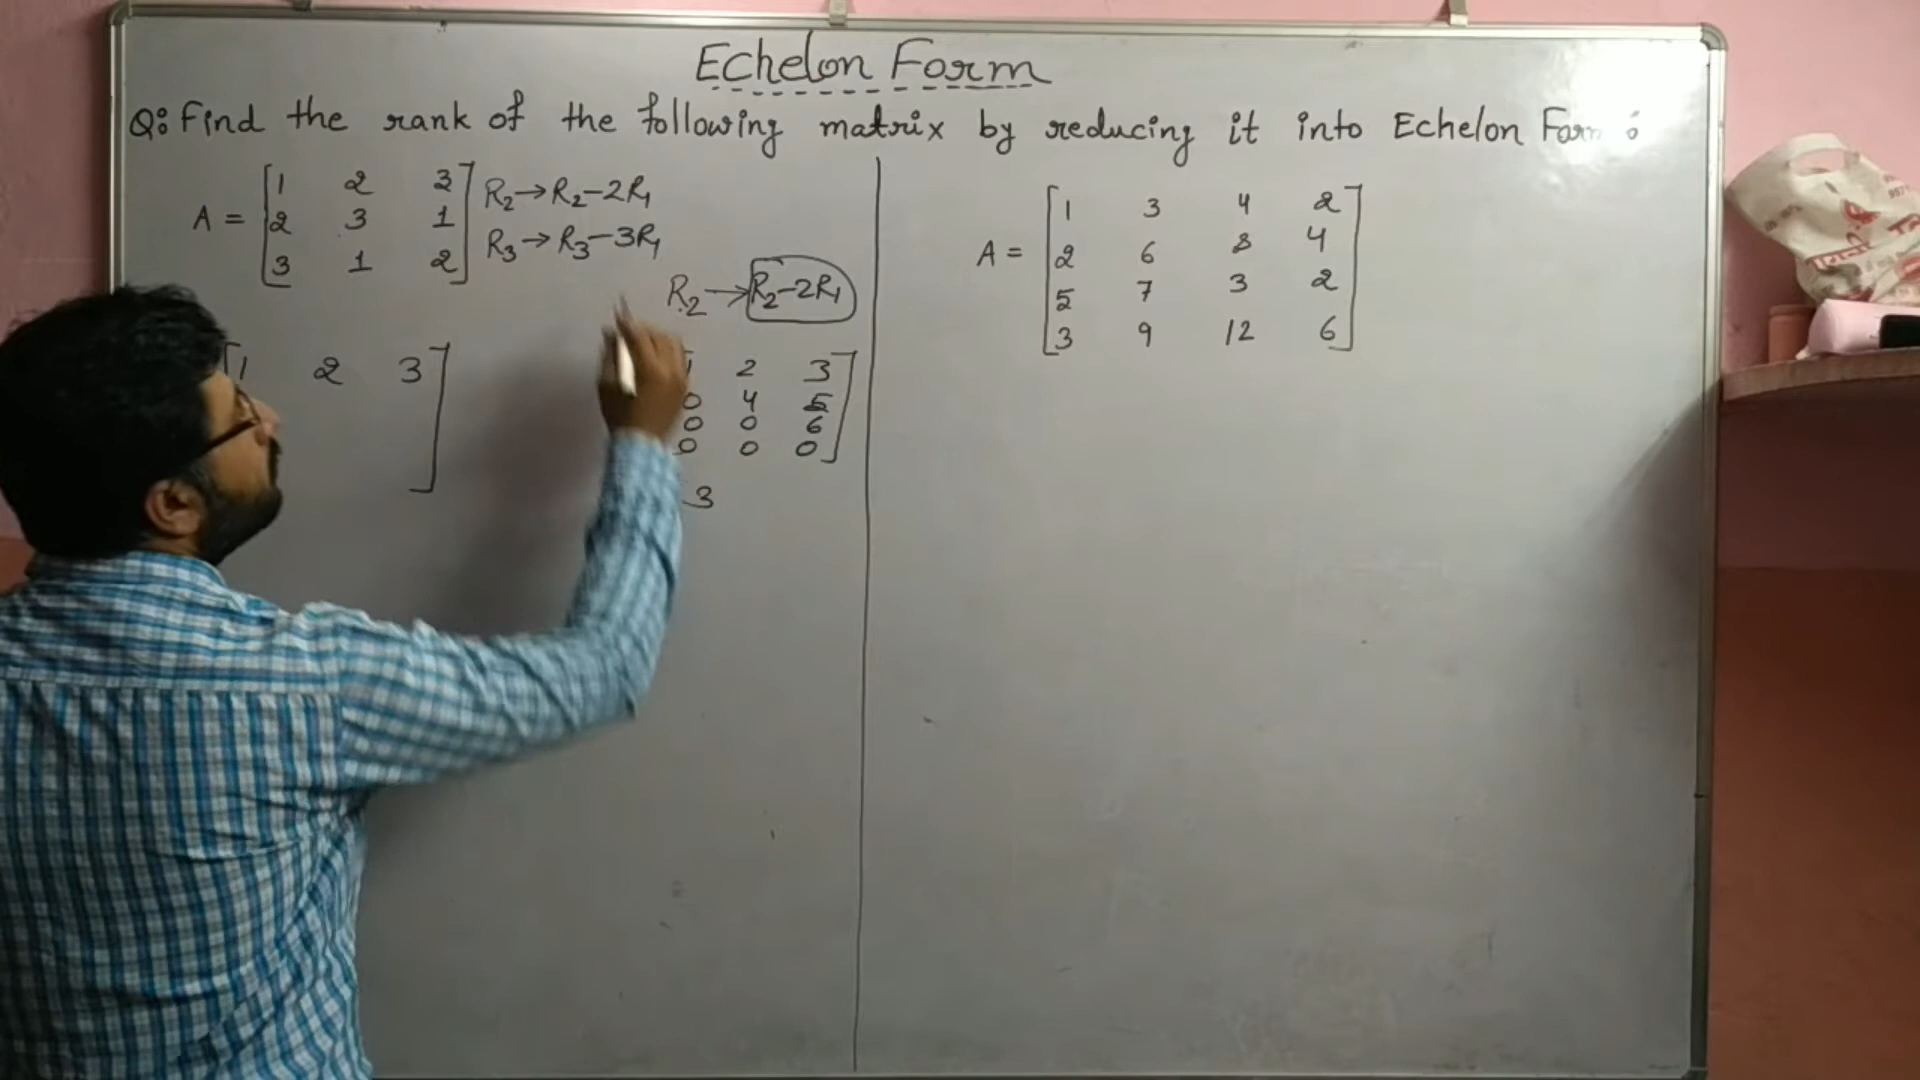 Echelon Form
Q: Find the rank of the following matrix by reducing it into Echelon Form :
A = [1 2 3]
2 3 1
3 1 2
R2 → R2 - 2R1
R3 → R3 - 3R1
R2 → R2 - 2R1
1 2 3
1 2 3
0 4 5
0 0 6
0 0 0
3
A = [1 3 4 2]
2 6 8 4
5 7 3 2
3 9 12 6